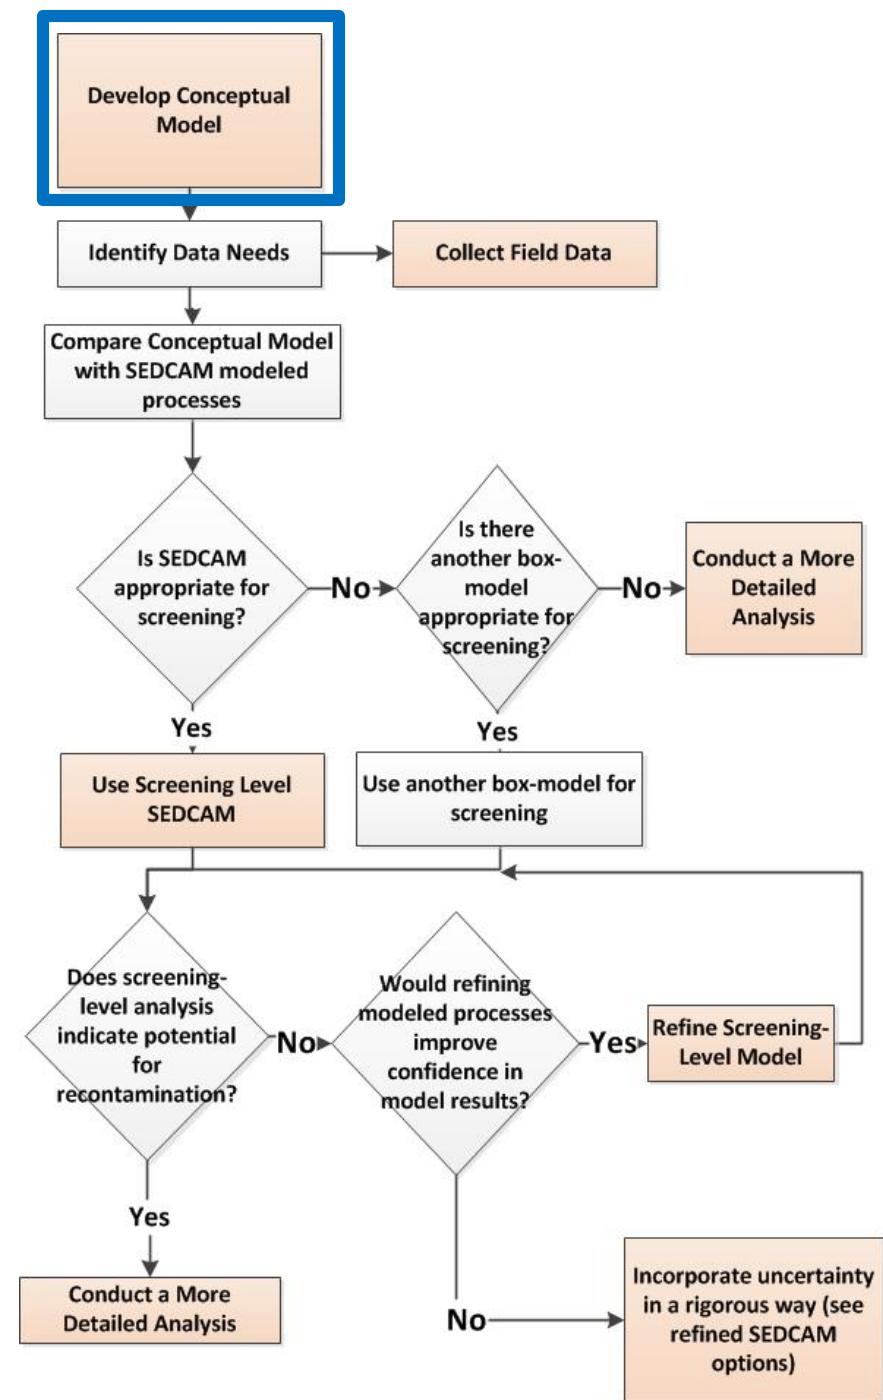 Develop Conceptual
Model
Identify Data Needs
Collect Field Data
Compare Conceptual Model
with SEDCAM modeled
processes
Is SEDCAM
appropriate for
screening?
No
Is there
another box-
model
appropriate for
screening?
No
Conduct a More
Detailed
Analysis
Yes
Yes
Use Screening Level
SEDCAM
Use another box-model for
screening
Does screening-
level analysis
indicate potential
for
recontamination?
No
Would refining
modeled processes
improve
confidence in
model results?
Yes
Refine Screening-
Level Model
Yes
Conduct a More
Detailed Analysis
No
Incorporate uncertainty
in a rigorous way (see
refined SEDCAM
options)